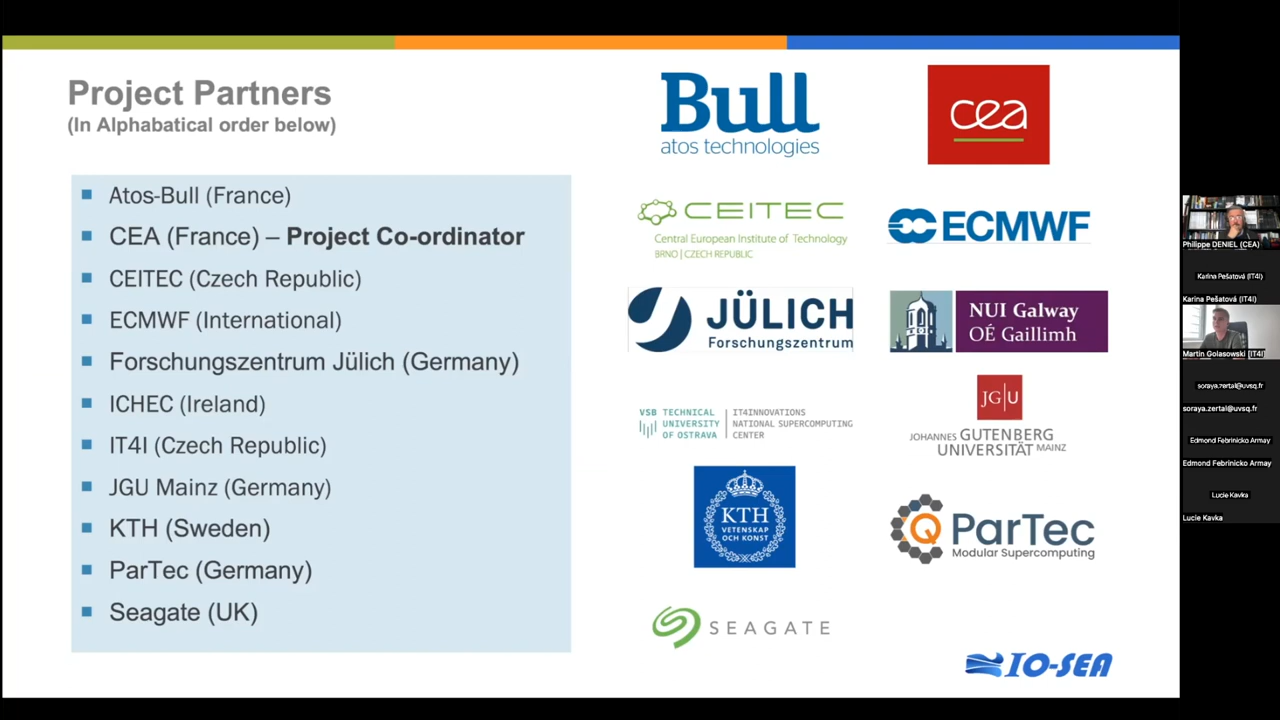 Project Partners
(In Alphabatical order below)
Atos-Bull (France)
CEA (France) – Project Co-ordinator
CEITEC (Czech Republic)
ECMWF (International)
Forschungszentrum Jülich (Germany)
ICHEC (Ireland)
IT4I (Czech Republic)
JGU Mainz (Germany)
KTH (Sweden)
ParTec (Germany)
Seagate (UK)
Bull
atos technologies
cea
CEITEC
Central European Institute of Technology
BRNO | CZECH REPUBLIC
ECMWF
JÜLICH
Forschungszentrum
NUI Galway
OÉ Gaillimh
VSB TECHNICAL
UNIVERSITY
OF OSTRAVA
IT4INNOVATIONS
NATIONAL SUPERCOMPUTING
CENTER
JG|U
JOHANNES GUTENBERG
UNIVERSITÄT MAINZ
KTH
VETENSKAP
OCH KONST
ParTec
Modular Supercomputing
SEAGATE
IO-SEA
Philippe DENIEL (CEA)
Karina Pešatová (IT4I)
Karina Pešatová (IT4I)
Martin Golasowski [IT4I]
soraya.zertal@uvsq.fr
soraya.zertal@uvsq.fr
Edmond Febrinicko Armay
Edmond Febrinicko Armay
Lucie Kavka
Lucie Kavka